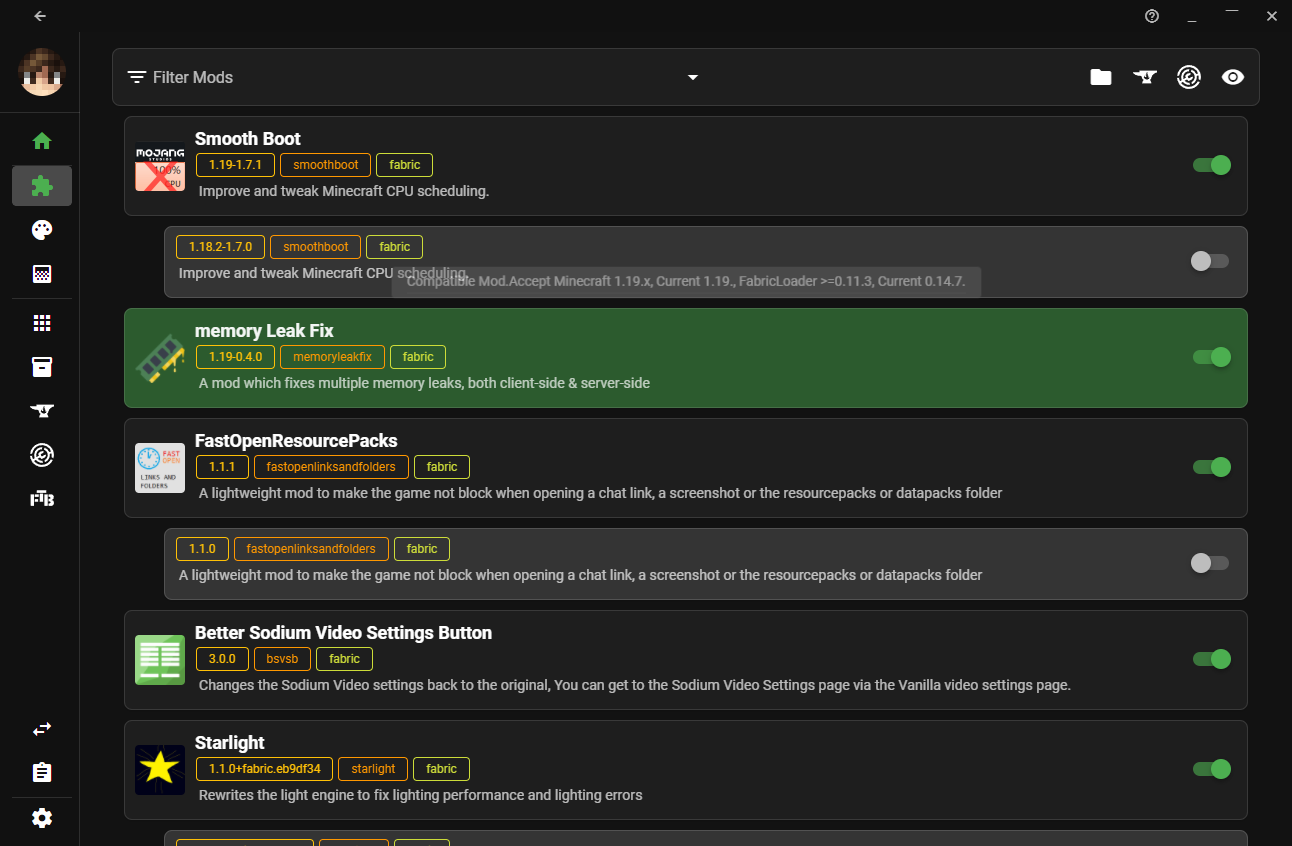 Filter Mods
MOJANG
STUDIOS
100%
CPU
Smooth Boot
1.19-1.7.1 smoothboot fabric
Improve and tweak Minecraft CPU scheduling.
1.18.2-1.7.0 smoothboot fabric
Improve and tweak Minecraft CPU scheduling.
Compatible Mod.Accept Minecraft 1.19.x, Current 1.19., FabricLoader >=0.11.3, Current 0.14.7.
memory Leak Fix
1.19-0.4.0 memoryleakfix fabric
A mod which fixes multiple memory leaks, both client-side & server-side
FAST
OPEN
LINKS AND
FOLDERS
FastOpenResourcePacks
1.1.1 fastopenlinksandfolders fabric
A lightweight mod to make the game not block when opening a chat link, a screenshot or the resourcepacks or datapacks folder
1.1.0 fastopenlinksandfolders fabric
A lightweight mod to make the game not block when opening a chat link, a screenshot or the resourcepacks or datapacks folder
Better Sodium Video Settings Button
3.0.0 bsvsb fabric
Changes the Sodium Video settings back to the original, You can get to the Sodium Video Settings page via the Vanilla video settings page.
Starlight
1.1.0+fabric.eb9df34 starlight fabric
Rewrites the light engine to fix lighting performance and lighting errors
FTB